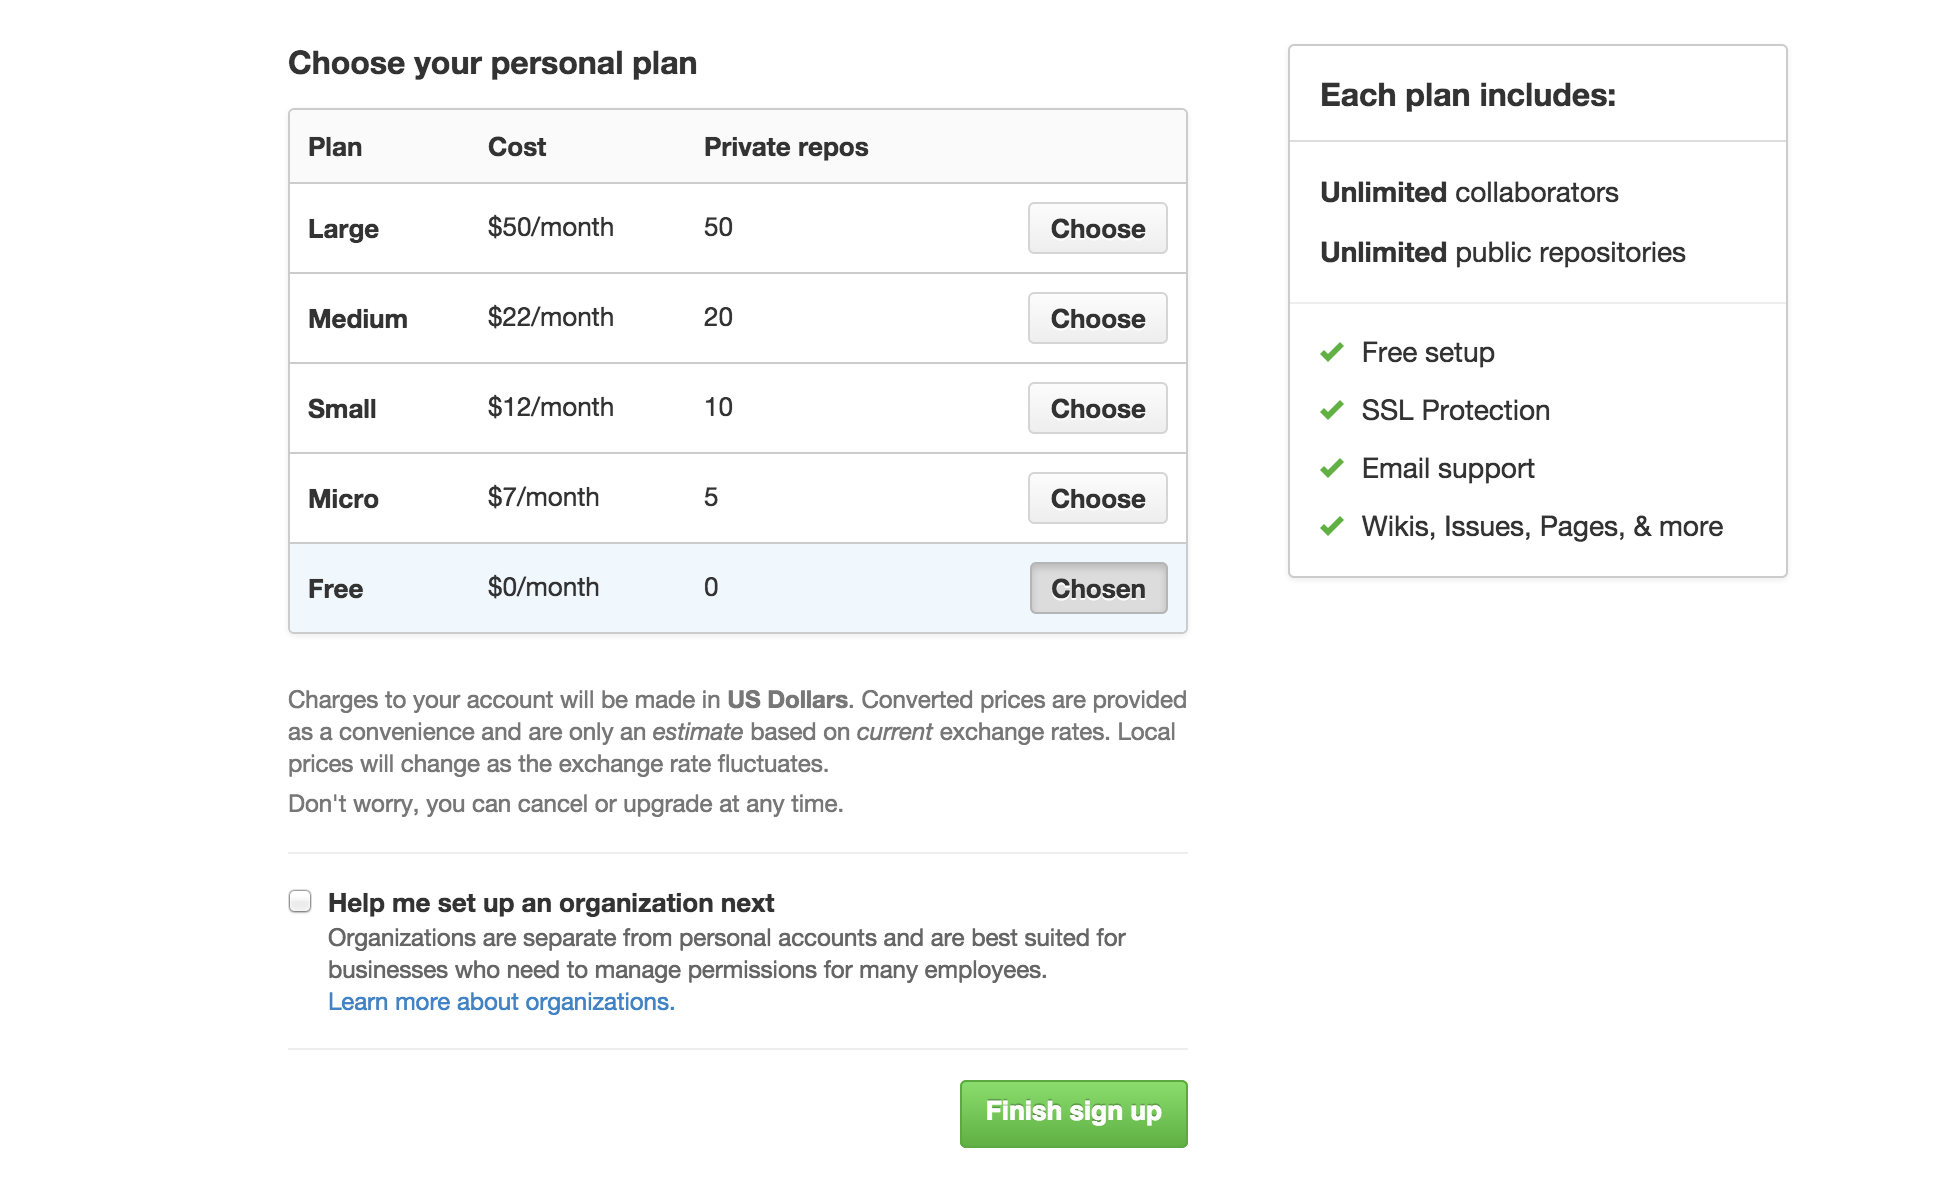 Choose your personal plan
Plan Cost Private repos
Large $50/month 50 Choose
Medium $22/month 20 Choose
Small $12/month 10 Choose
Micro $7/month 5 Choose
Free $0/month 0 Chosen
Charges to your account will be made in US Dollars. Converted prices are provided
as a convenience and are only an estimate based on current exchange rates. Local
prices will change as the exchange rate fluctuates.
Don't worry, you can cancel or upgrade at any time.
Help me set up an organization next
Organizations are separate from personal accounts and are best suited for
businesses who need to manage permissions for many employees.
Learn more about organizations.
Finish sign up
Each plan includes:
Unlimited collaborators
Unlimited public repositories
Free setup
SSL Protection
Email support
Wikis, Issues, Pages, & more